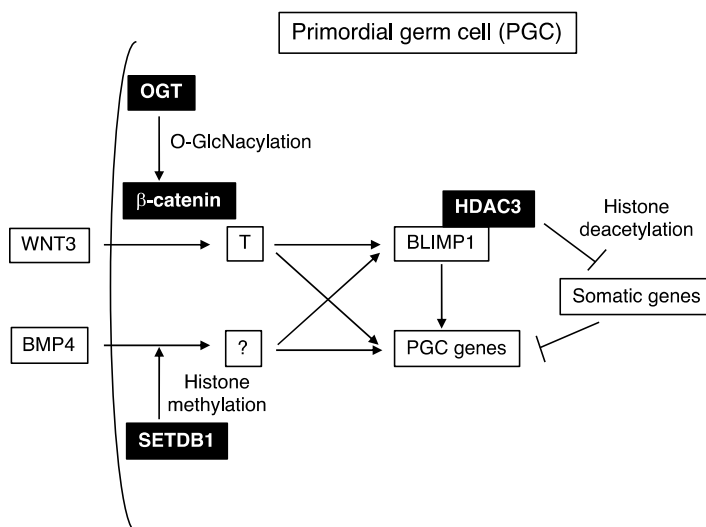 Primordial germ cell (PGC)
OGT
O-GlcNacylation
β-catenin
HDAC3
Histone
deacetylation
WNT3
T
BLIMP1
Somatic genes
BMP4
?
PGC genes
Histone
methylation
SETDB1